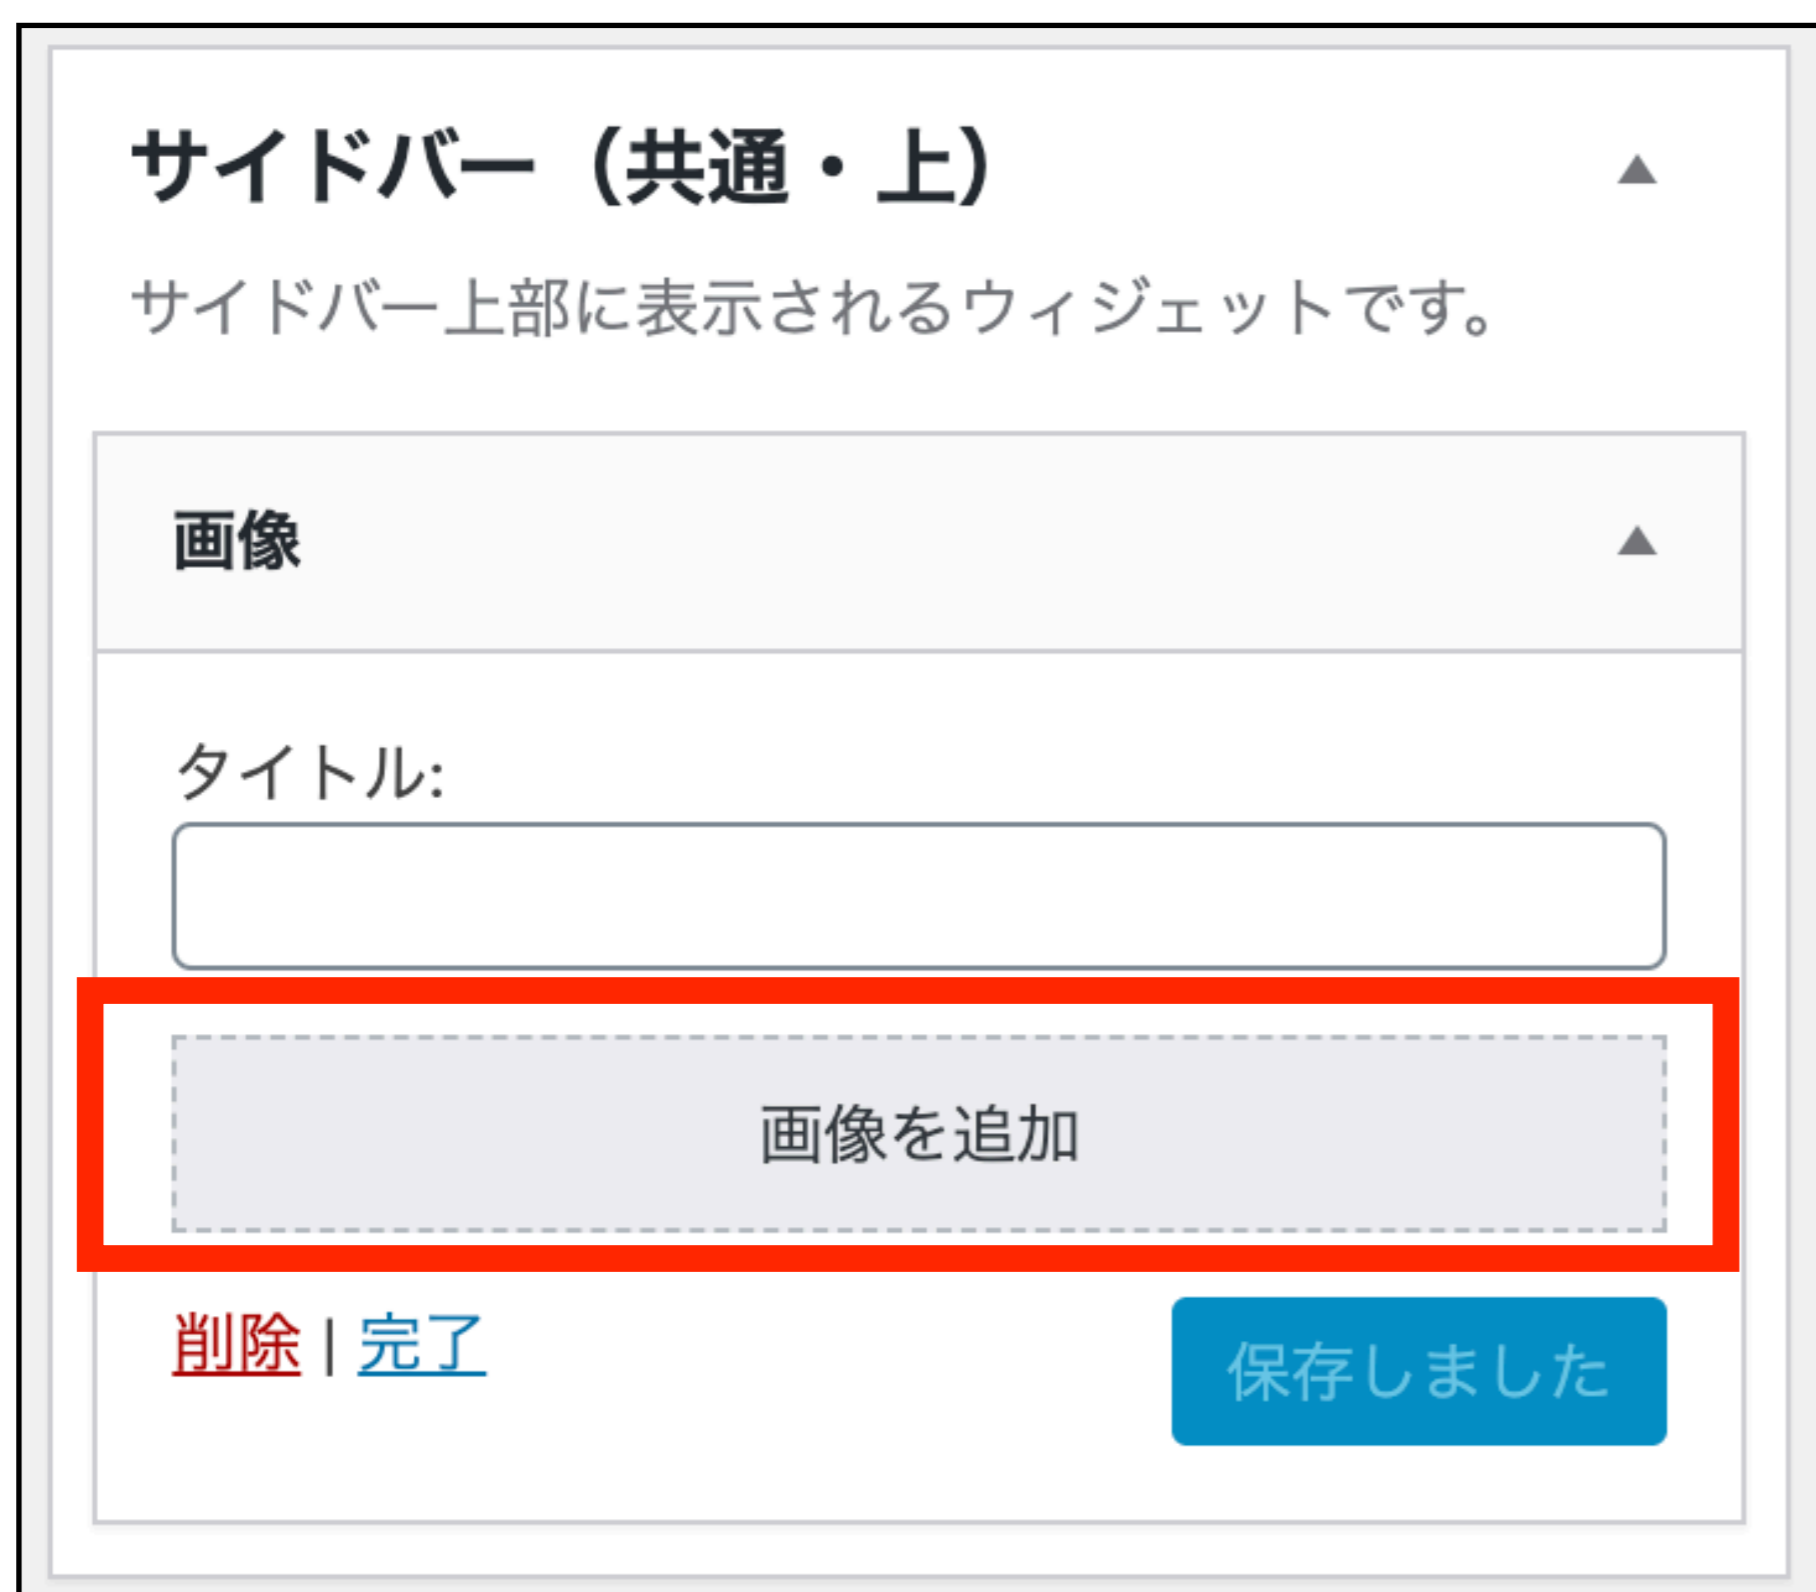 サイドバー（共通・上）
サイドバー上部に表示されるウィジェットです。
画像
タイトル:
画像を追加
削除 | 完了
保存しました